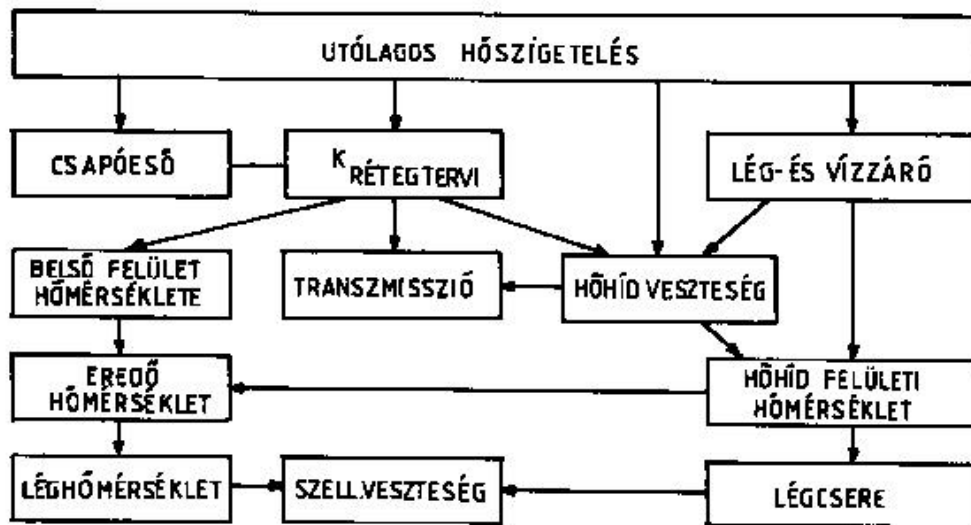 UTÓLAGOS HŐSZIGETELÉS
CSAPÓESŐ
K RÉTEGTERVI
LÉG-ÉS VÍZZÁRÓ
BELSŐ FELÜLET
HŐMÉRSÉKLETE
TRANSZMISSZIÓ
HŐHÍD VESZTESÉG
EREDŐ
HŐMÉRSÉKLET
HŐHÍD FELÜLETI
HŐMÉRSÉKLET
LÉGHŐMÉRSÉKLET
SZELL.VESZTESÉG
LÉGCSERE